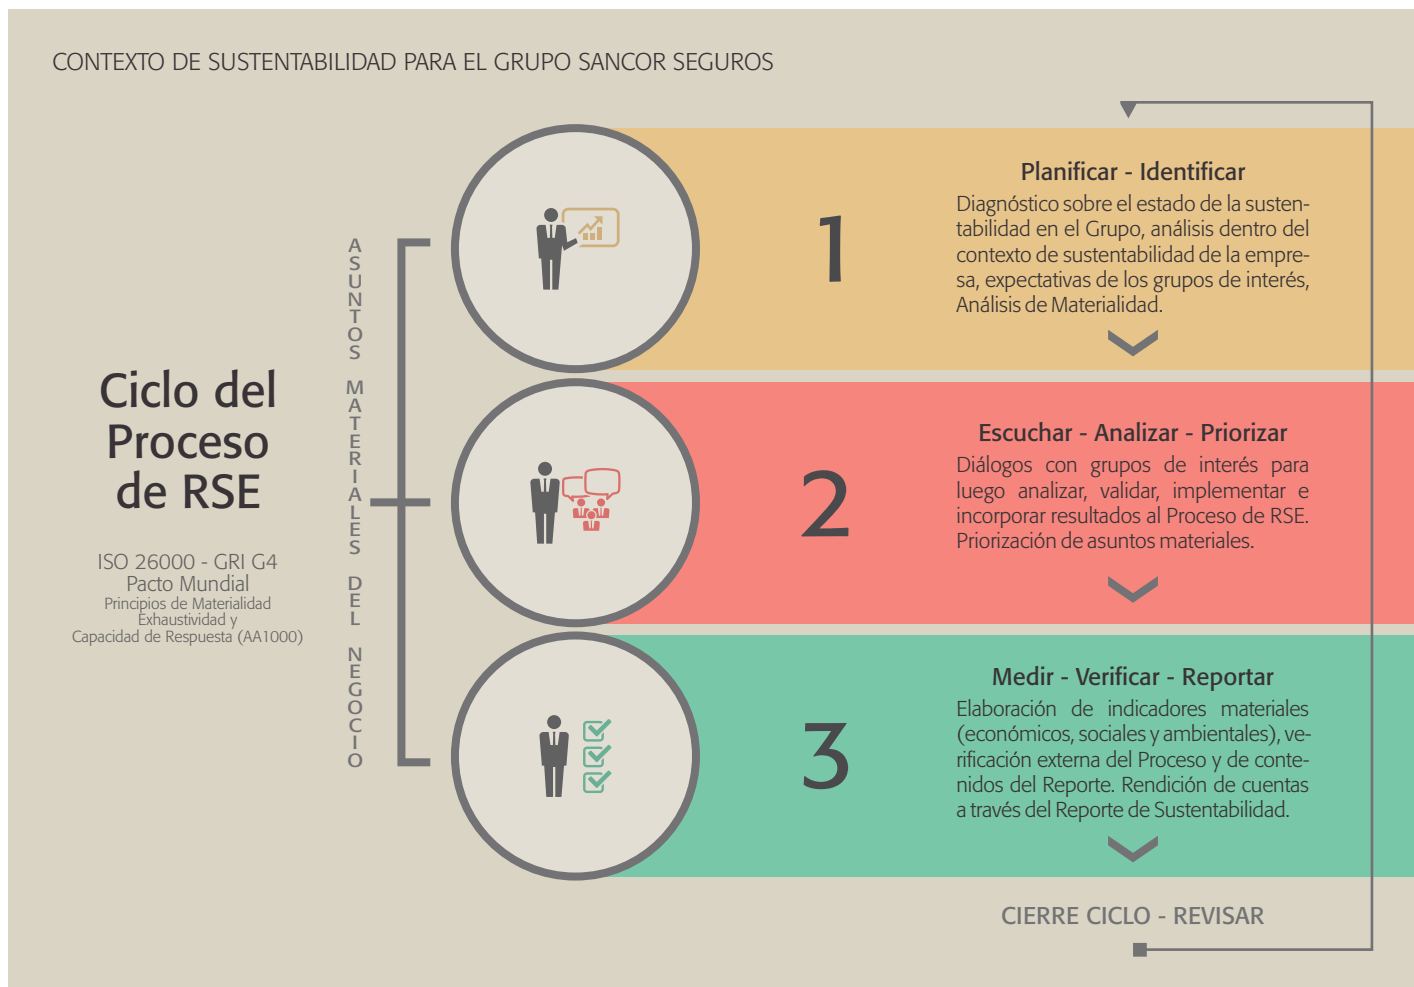 CONTEXTO DE SUSTENTABILIDAD PARA EL GRUPO SANCOR SEGUROS
Ciclo del
Proceso
de RSE
ISO 26000 - GRI G4
Pacto Mundial
Principios de Materialidad
Exhaustividad y
Capacidad de Respuesta (AA1000)
ASUNTOS MATERIALES DEL NEGOCIO
1
Planificar - Identificar
Diagnóstico sobre el estado de la susten-
tabilidad en el Grupo, análisis dentro del
contexto de sustentabilidad de la empre-
sa, expectativas de los grupos de interés,
Análisis de Materialidad.
2
Escuchar - Analizar - Priorizar
Diálogos con grupos de interés para
luego analizar, validar, implementar e
incorporar resultados al Proceso de RSE.
Priorización de asuntos materiales.
3
Medir - Verificar - Reportar
Elaboración de indicadores materiales
(económicos, sociales y ambientales), ve-
rificación externa del Proceso y de conte-
nidos del Reporte. Rendición de cuentas
a través del Reporte de Sustentabilidad.
CIERRE CICLO - REVISAR